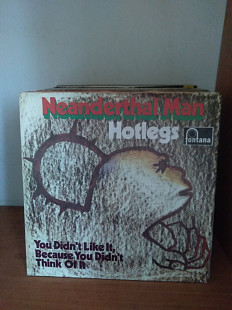 Neanderthal Man
Hotlegs
fontana
You Didn't Like It,
Because You Didn't
Think Of It